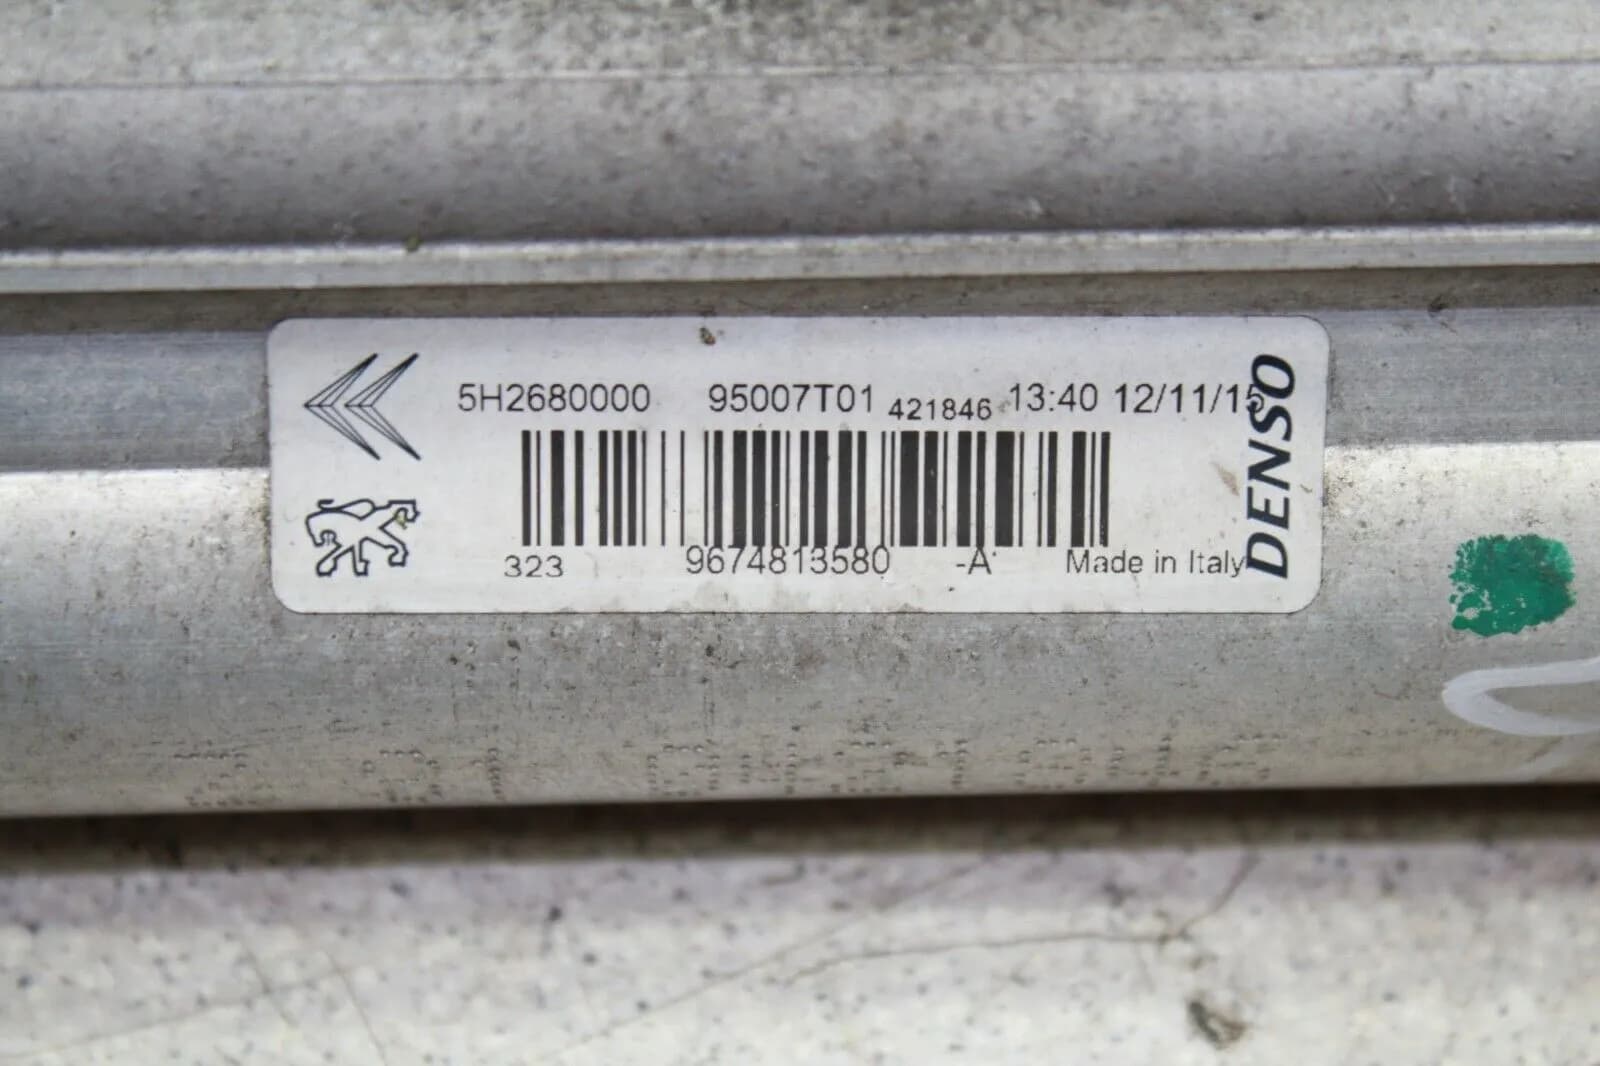 5H2680000 95007T01 421846 13:40 12/11/15
DENSO
323 9674813580 -A Made in Italy